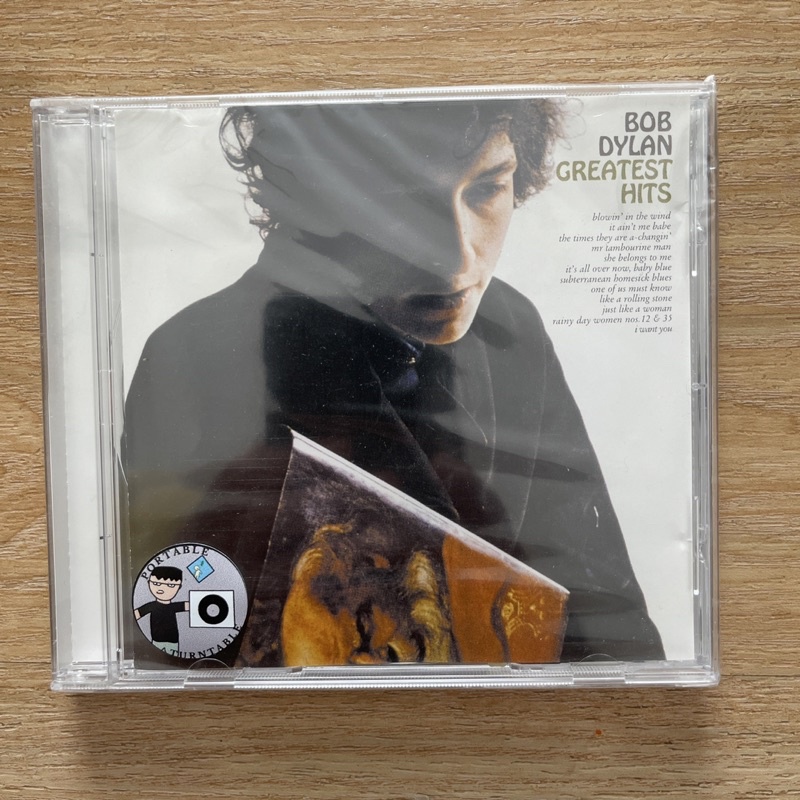 BOB
DYLAN
GREATEST
HITS
blowin' in the wind
it ain't me babe
the times they are a-changin'
mr tambourine man
she belongs to me
it's all over now, baby blue
subterranean homesick blues
one of us must know
like a rolling stone
just like a woman
rainy day women nos. 12 & 35
i want you
PORTABLE
ATURNTABLE